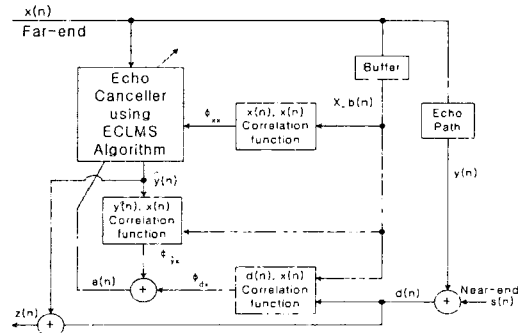 x(n)
Far-end
Echo
Canceller
using
ECLMS
Algorithm
Buffer
ϕxx
x(n), x(n)
Correlation
function
X_b(n)
Echo
Path
ŷ(n)
y(n)
ŷ(n), x(n)
Correlation
function
ϕŷx
e(n)
ϕdx
d(n), x(n)
Correlation
function
d(n)
+
+
Near-end
s(n)
z(n)
+